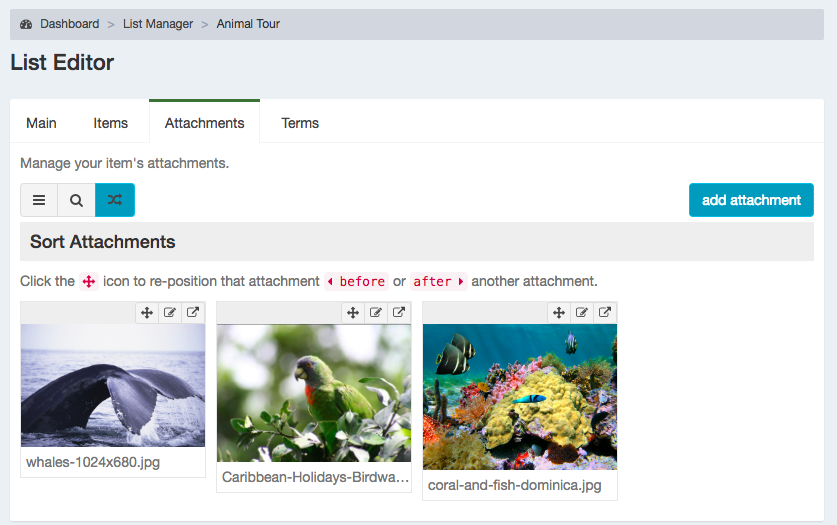 Dashboard > List Manager > Animal Tour
List Editor
Main Items Attachments Terms
Manage your item's attachments.
add attachment
Sort Attachments
Click the icon to re-position that attachment before or after another attachment.
whales-1024x680.jpg
Caribbean-Holidays-Birdwa...
coral-and-fish-dominica.jpg